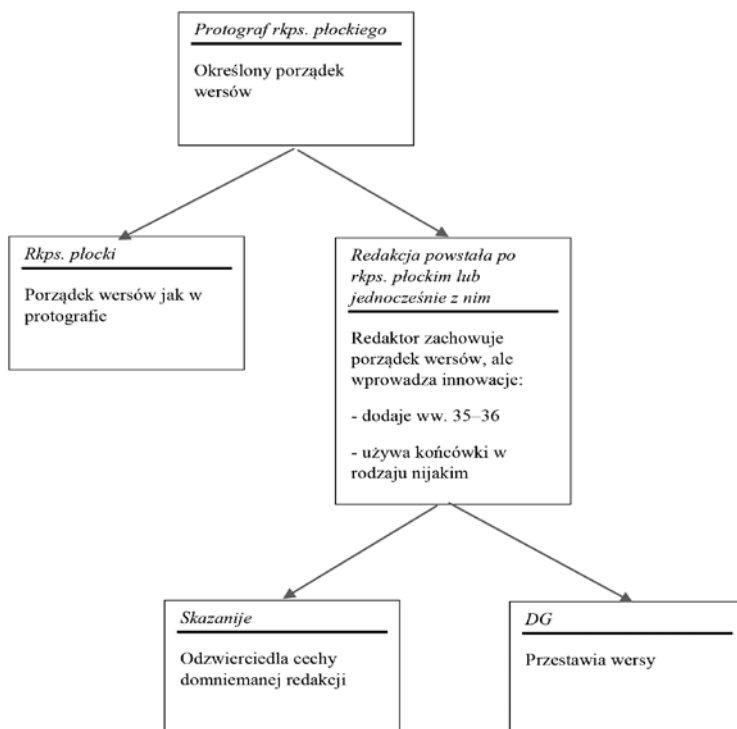 Protograf rkps. płockiego
Określony porządek
wersów
Rkps. płocki
Porządek wersów jak w
protografie
Redakcja powstała po
rkps. płockim lub
jednocześnie z nim
Redaktor zachowuje
porządek wersów, ale
wprowadza innowacje:
- dodaje ww. 35–36
- używa końcówki w
rodzaju nijakim
Skazanije
Odzwierciedla cechy
domniemanej redakcji
DG
Przestawia wersy